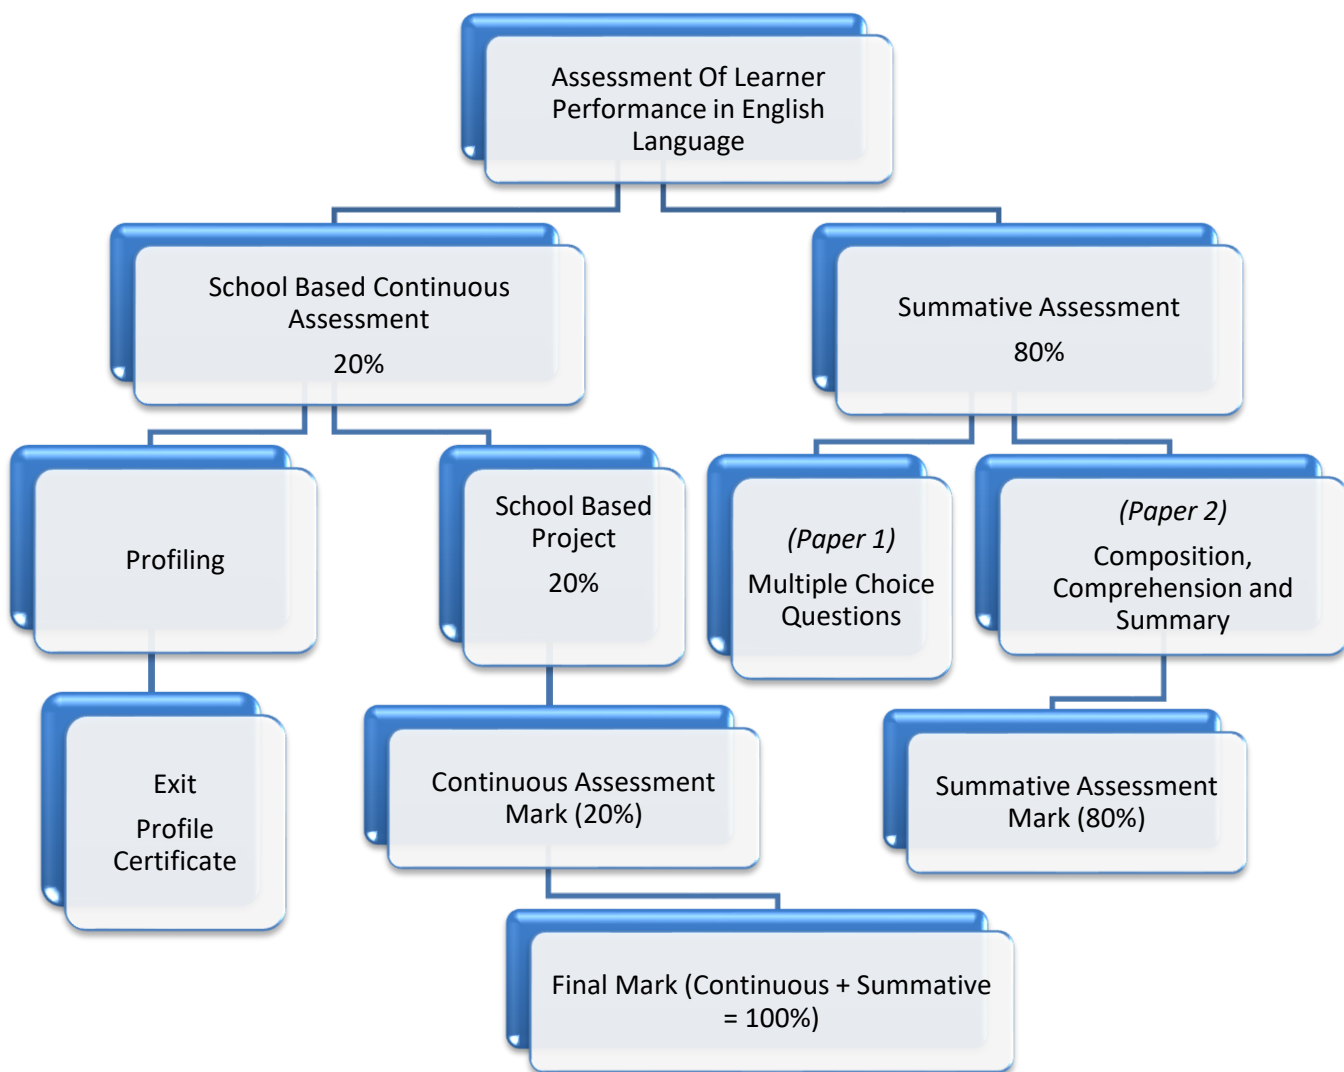 Assessment Of Learner
Performance in English
Language
School Based Continuous
Assessment
20%
Summative Assessment
80%
Profiling
School Based
Project
20%
(Paper 1)
Multiple Choice
Questions
(Paper 2)
Composition,
Comprehension and
Summary
Exit
Profile
Certificate
Continuous Assessment
Mark (20%)
Summative Assessment
Mark (80%)
Final Mark (Continuous + Summative
= 100%)